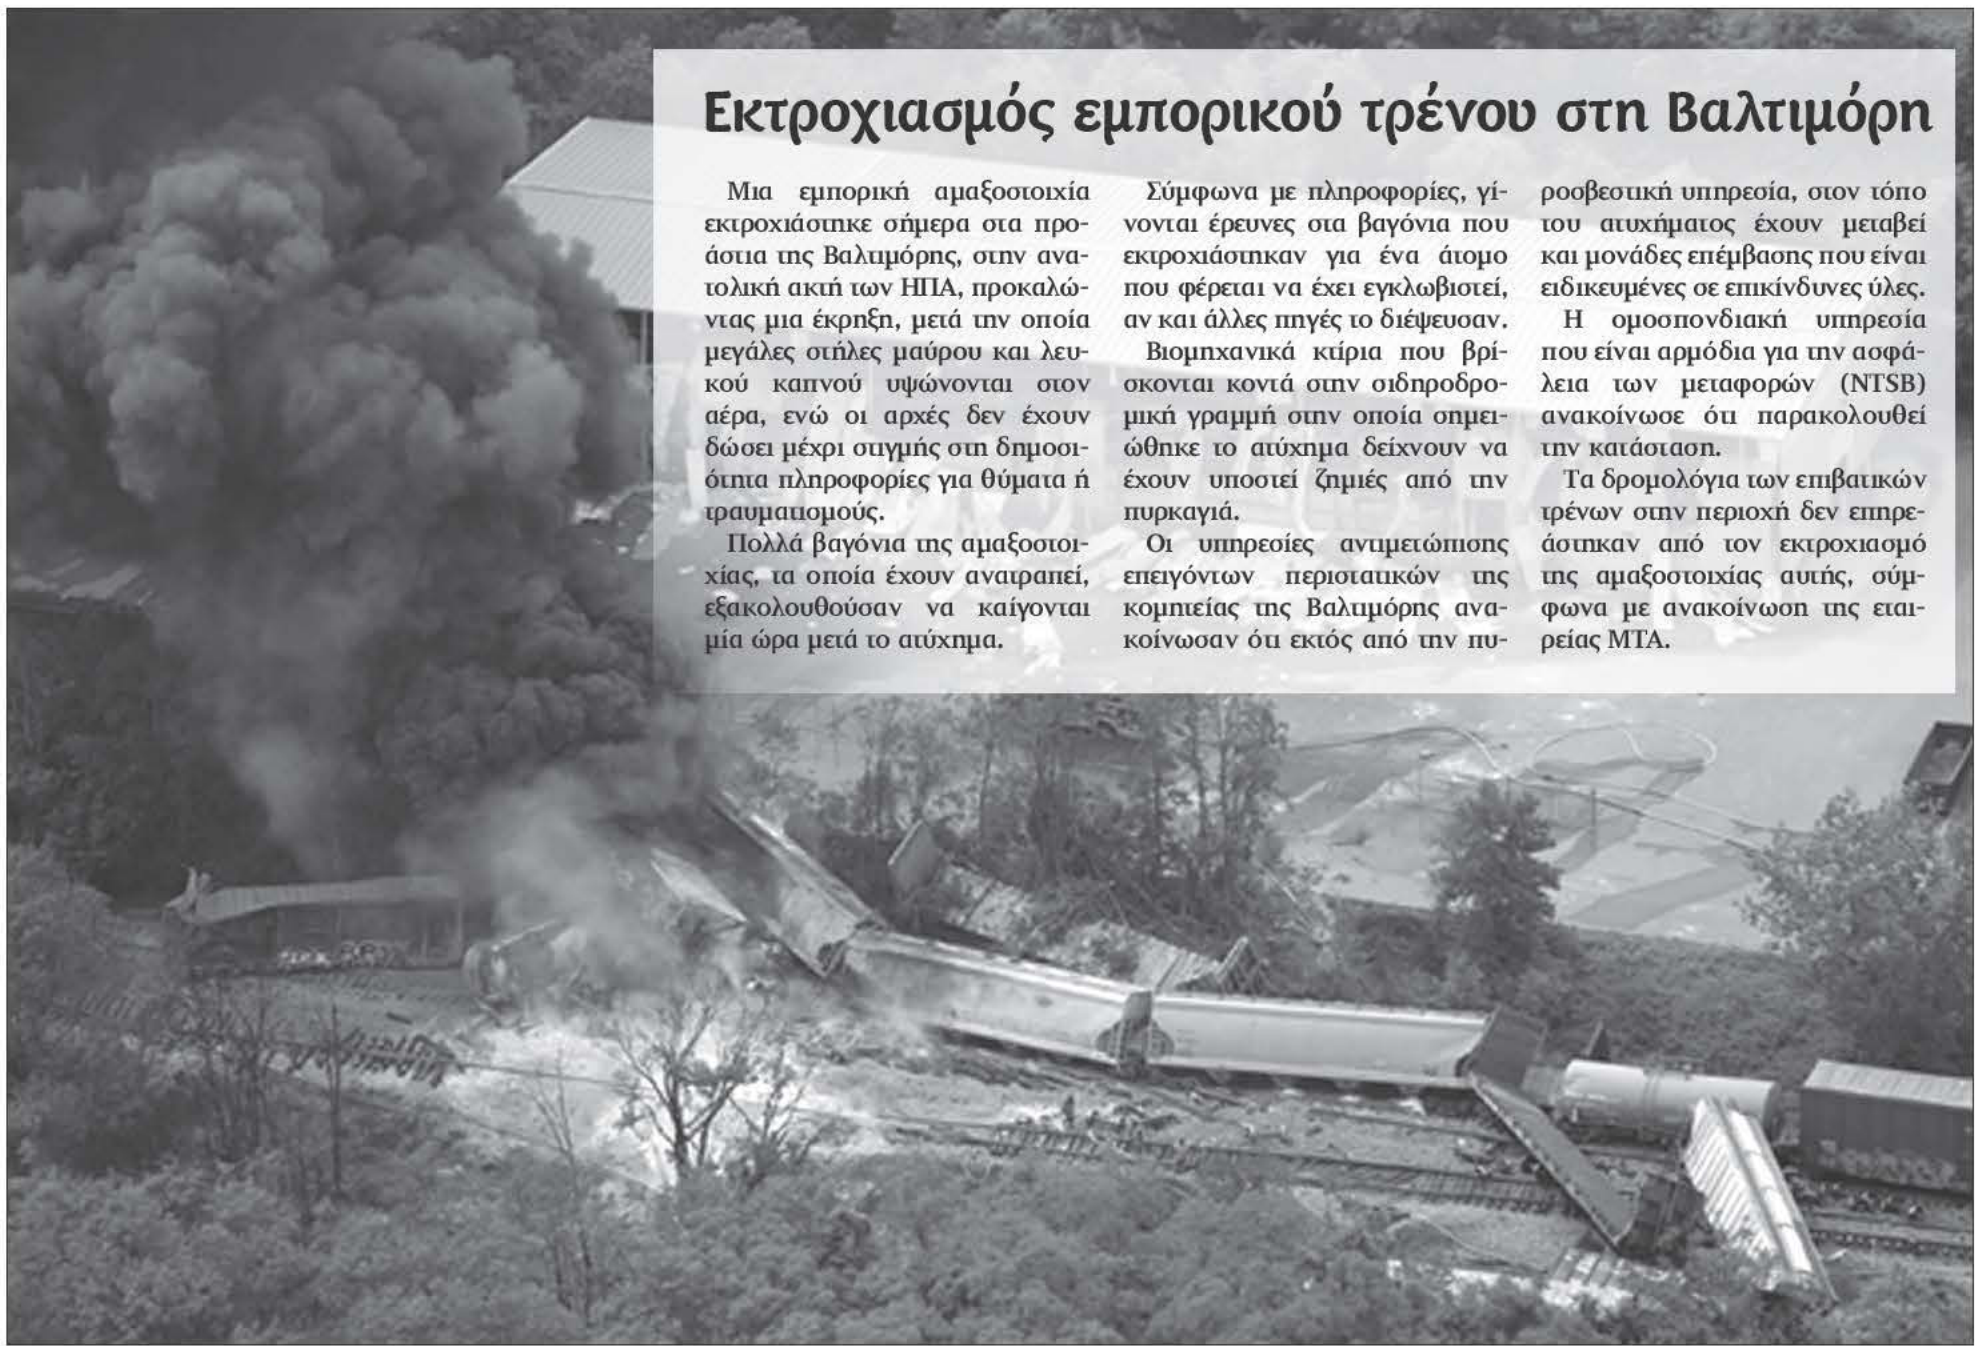 Εκτροχιασμός εμπορικού τρένου στη Βαλτιμόρη
Μια εμπορική αμαξοστοιχία
εκτροχιάστηκε σήμερα στα προ-
άστια της Βαλτιμόρης, στην ανα-
τολική ακτή των ΗΠΑ, προκαλώ-
ντας μια έκρηξη, μετά την οποία
μεγάλες στήλες μαύρου και λευ-
κού καπνού υψώνονται στον
αέρα, ενώ οι αρχές δεν έχουν
δώσει μέχρι στιγμής στη δημοσι-
ότητα πληροφορίες για θύματα ή
τραυματισμούς.
Πολλά βαγόνια της αμαξοστοι-
χίας, τα οποία έχουν ανατραπεί,
εξακολουθούσαν να καίγονται
μία ώρα μετά το ατύχημα.
Σύμφωνα με πληροφορίες, γί-
νονται έρευνες στα βαγόνια που
εκτροχιάστηκαν για ένα άτομο
που φέρεται να έχει εγκλωβιστεί,
αν και άλλες πηγές το διέψευσαν.
Βιομηχανικά κτίρια που βρί-
σκονται κοντά στην σιδηροδρο-
μική γραμμή στην οποία σημει-
ώθηκε το ατύχημα δείχνουν να
έχουν υποστεί ζημιές από την
πυρκαγιά.
Οι υπηρεσίες αντιμετώπισης
επειγόντων περιστατικών της
κομητείας της Βαλτιμόρης ανα-
κοίνωσαν ότι εκτός από την πυ-
ροσβεστική υπηρεσία, στον τόπο
του ατυχήματος έχουν μεταβεί
και μονάδες επέμβασης που είναι
ειδικευμένες σε επικίνδυνες ύλες.
Η ομοσπονδιακή υπηρεσία
που είναι αρμόδια για την ασφά-
λεια των μεταφορών (NTSB)
ανακοίνωσε ότι παρακολουθεί
την κατάσταση.
Τα δρομολόγια των επιβατικών
τρένων στην περιοχή δεν επηρε-
άστηκαν από τον εκτροχιασμό
της αμαξοστοιχίας αυτής, σύμ-
φωνα με ανακοίνωση της εται-
ρείας MTA.